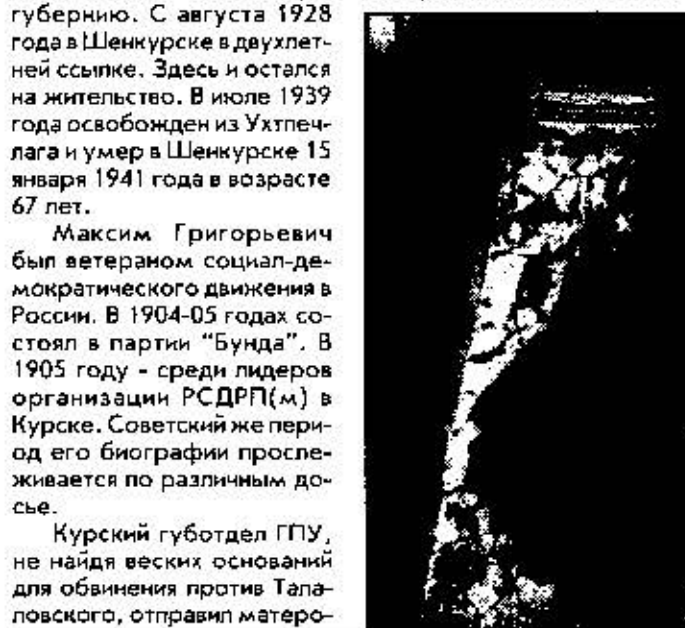 губернию. С августа 1928
года в Шенкурске в двухлет-
ней ссылке. Здесь и остался
на жительство. В июле 1939
года освобожден из Ухтпеч-
лага и умер в Шенкурске 15
января 1941 года в возрасте
67 лет.
Максим Григорьевич
был ветераном социал-де-
мократического движения в
России. В 1904-05 годах со-
стоял в партии "Бунда". В
1905 году - среди лидеров
организации РСДРП(м) в
Курске. Советский же пери-
од его биографии просле-
живается по различным до-
сье.
Курский губотдел ГПУ,
не найдя веских оснований
для обвинения против Тала-
ловского, отправил матеро-